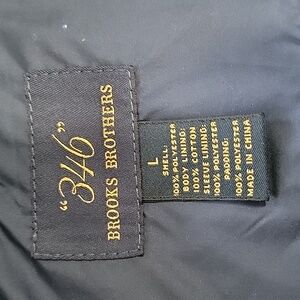 "346"
BROOKS BROTHERS
L
SHELL:
100% POLYESTER
BODY LINING:
100% COTTON
SLEEVE LINING:
100% POLYESTER
PADDING:
100% POLYESTER
MADE IN CHINA